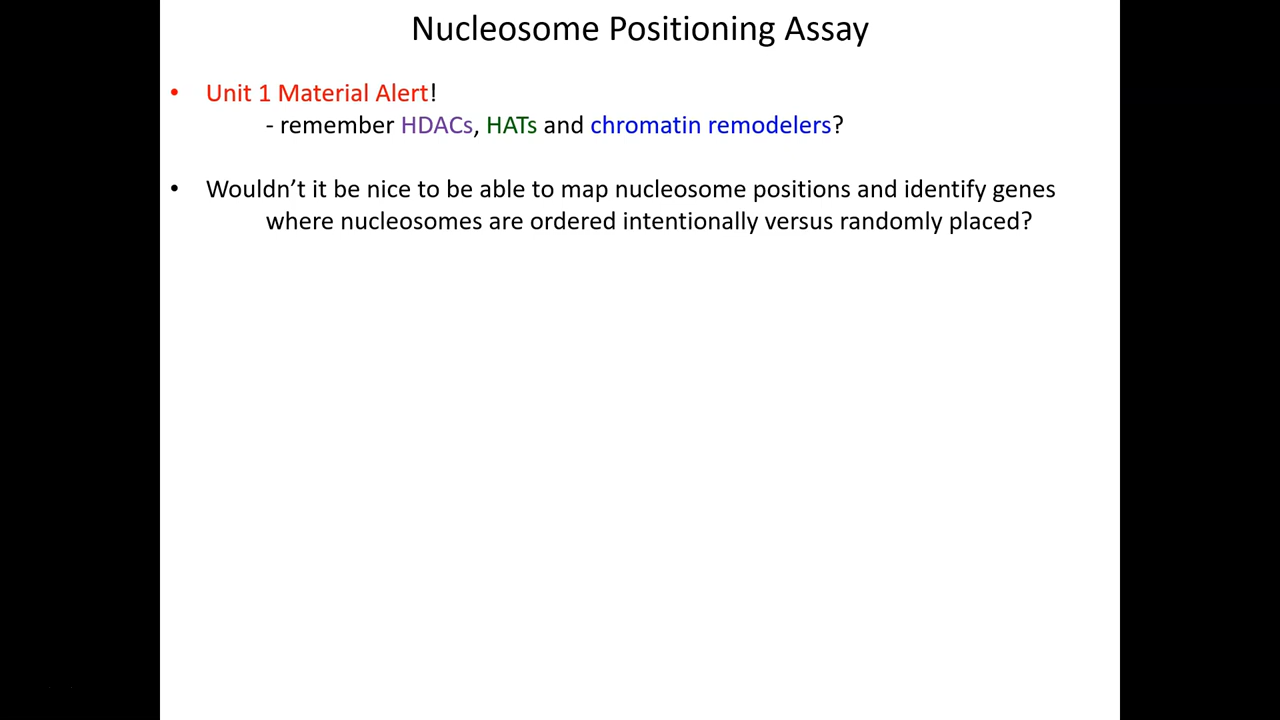 Nucleosome Positioning Assay
• Unit 1 Material Alert!
- remember HDACs, HATs and chromatin remodelers?
• Wouldn’t it be nice to be able to map nucleosome positions and identify genes
where nucleosomes are ordered intentionally versus randomly placed?